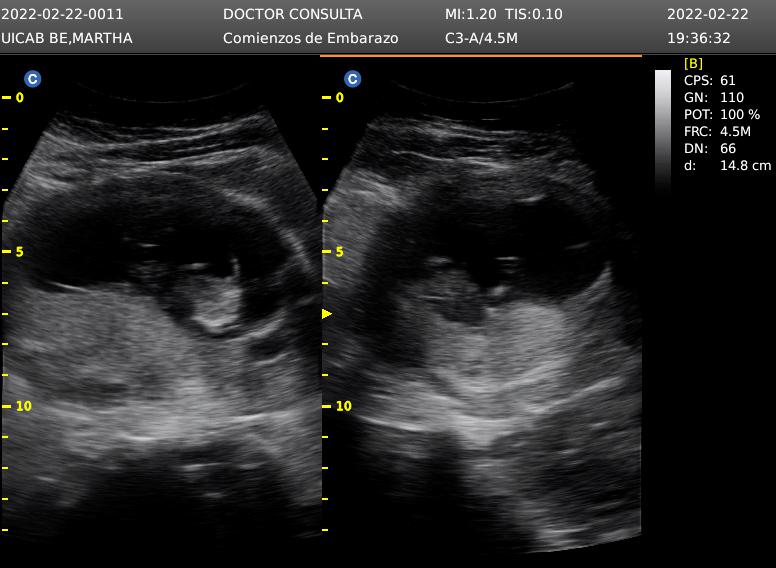 2022-02-22-0011 DOCTOR CONSULTA MI:1.20 TIS:0.10 2022-02-22
UICAB BE,MARTHA Comienzos de Embarazo C3-A/4.5M 19:36:32
C C [B]
0 0 CPS: 61
GN: 110
POT: 100 %
FRC: 4.5M
DN: 66
d: 14.8 cm
5 5
10 10